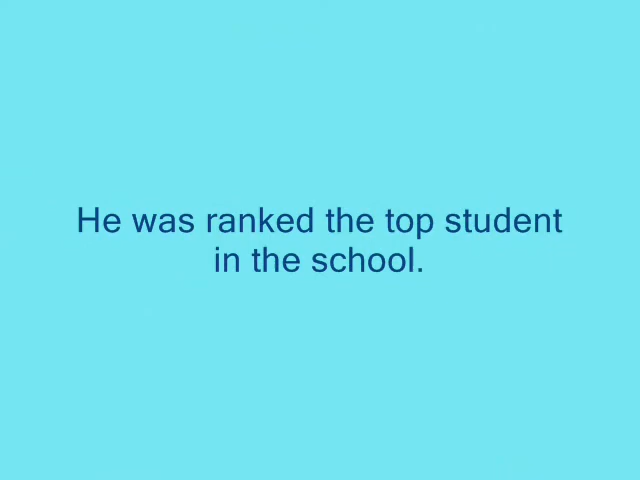 He was ranked the top student
in the school.